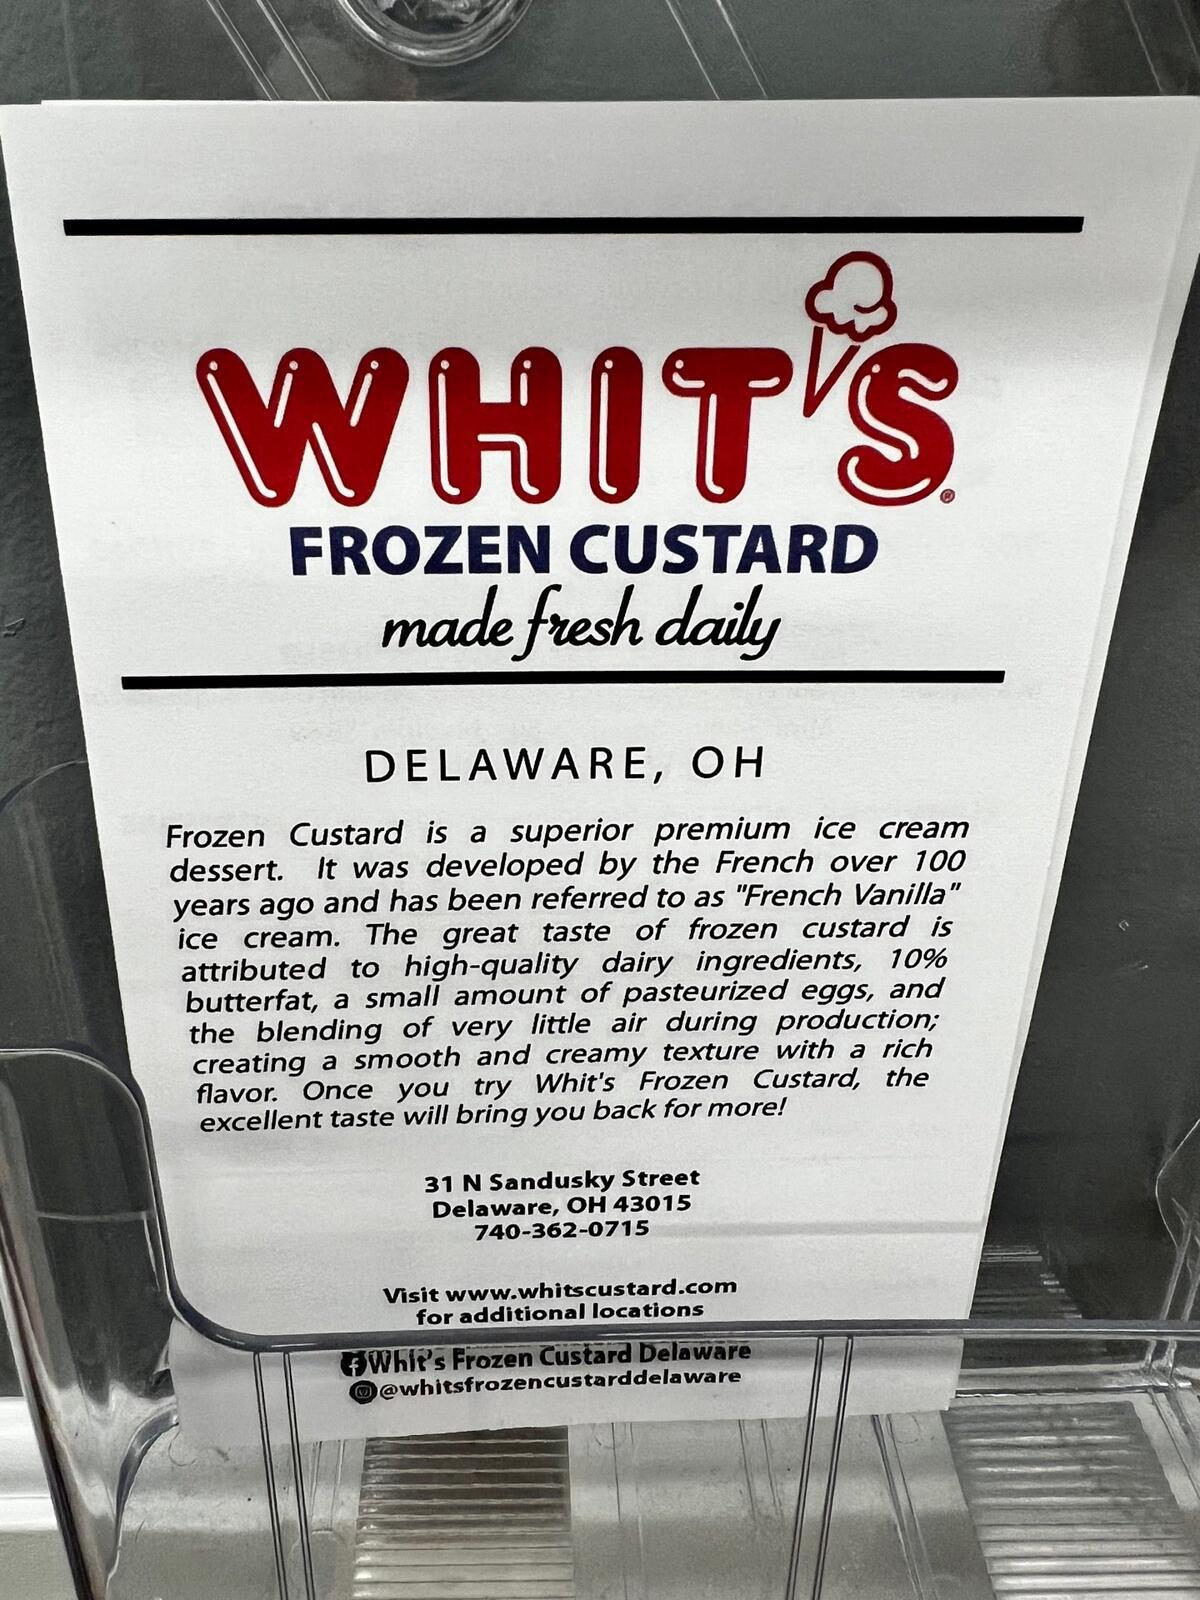 WHIT'S
FROZEN CUSTARD
made fresh daily
DELAWARE, OH
Frozen Custard is a superior premium ice cream
dessert. It was developed by the French over 100
years ago and has been referred to as "French Vanilla"
ice cream. The great taste of frozen custard is
attributed to high-quality dairy ingredients, 10%
butterfat, a small amount of pasteurized eggs, and
the blending of very little air during production;
creating a smooth and creamy texture with a rich
flavor. Once you try Whit's Frozen Custard, the
excellent taste will bring you back for more!
31 N Sandusky Street
Delaware, OH 43015
740-362-0715
Visit www.whitscustard.com
for additional locations
Whit's Frozen Custard Delaware
@whitsfrozencustarddelaware